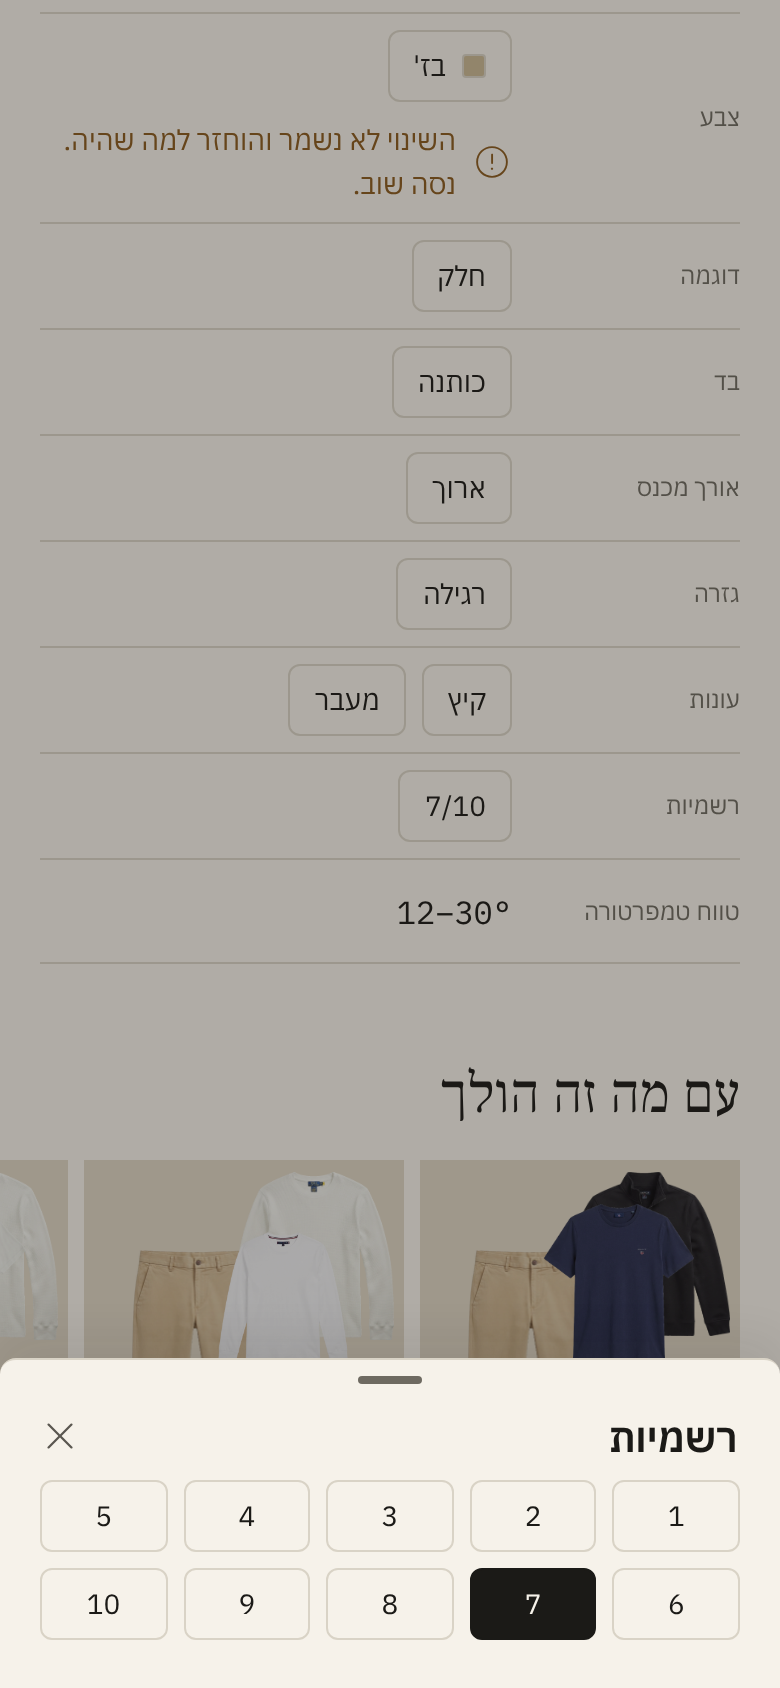 צבע
בז'
השינוי לא נשמר והוחזר למה שהיה.
נסה שוב.
דוגמה
חלק
בד
כותנה
אורך מכנס
ארוך
גזרה
רגילה
עונות
קיץ
מעבר
רשמיות
7/10
טווח טמפרטורה
12–30°
עם מה זה הולך
רשמיות
1
2
3
4
5
6
7
8
9
10